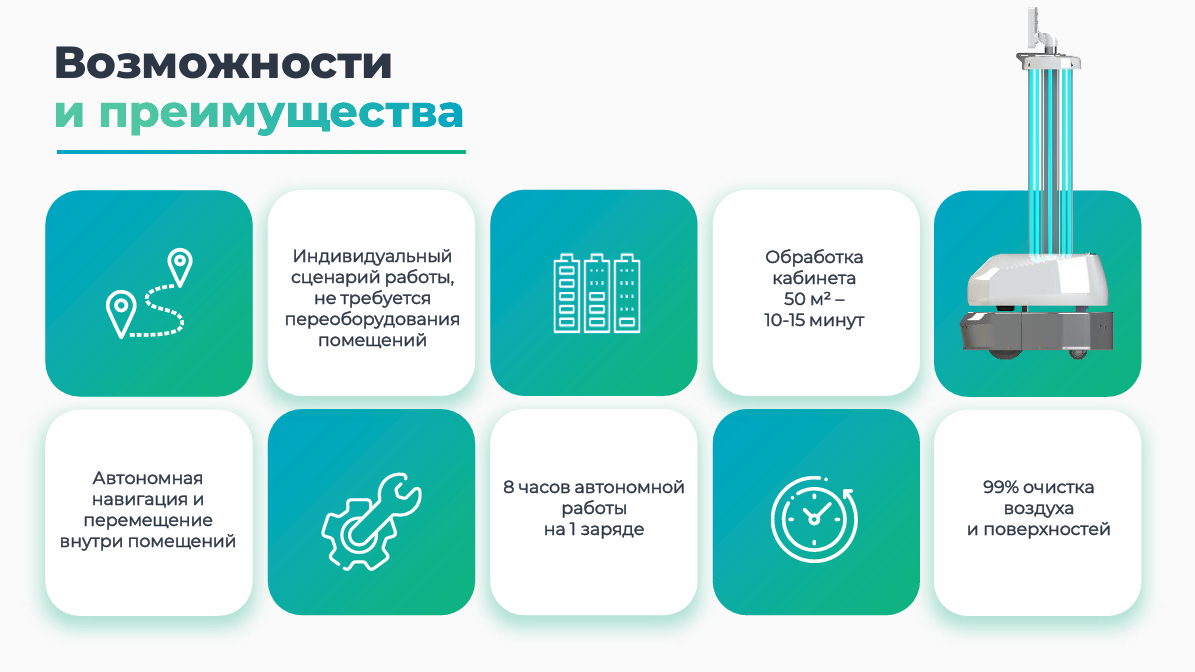 Возможности
и преимущества
Индивидуальный
сценарий работы,
не требуется
переоборудования
помещений
Обработка
кабинета
50 м² –
10-15 минут
Автономная
навигация и
перемещение
внутри помещений
8 часов автономной
работы
на 1 заряде
99% очистка
воздуха
и поверхностей